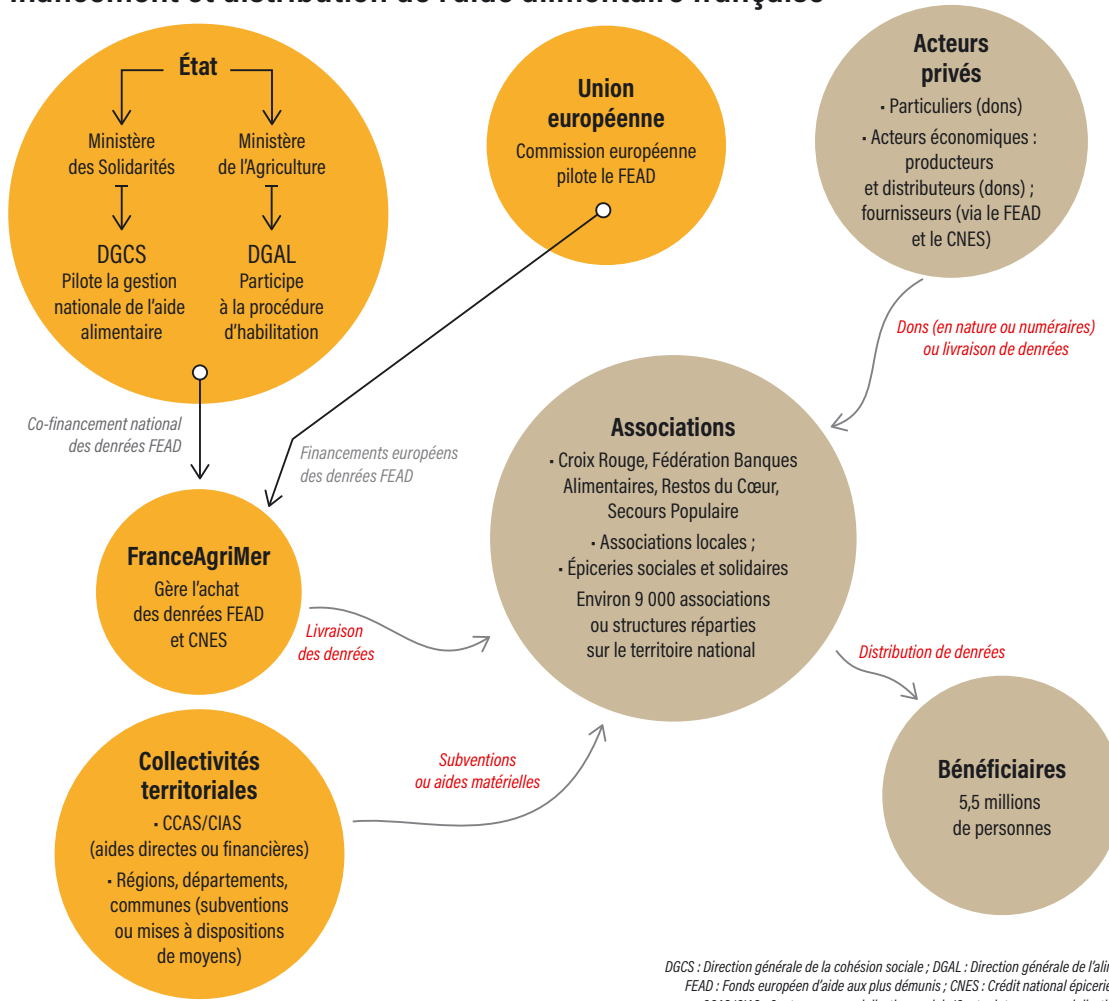 financement et distribution de l'aide alimentaire française
État
Ministère
des Solidarités
Ministère
de l'Agriculture
DGCS
Pilote la gestion
nationale de l'aide
alimentaire
DGAL
Participe
à la procédure
d'habilitation
Union
européenne
Commission européenne
pilote le FEAD
Acteurs
privés
· Particuliers (dons)
· Acteurs économiques :
producteurs
et distributeurs (dons) ;
fournisseurs (via le FEAD
et le CNES)
Dons (en nature ou numéraires)
ou livraison de denrées
Co-financement national
des denrées FEAD
Financements européens
des denrées FEAD
FranceAgriMer
Gère l'achat
des denrées FEAD
et CNES
Livraison
des denrées
Associations
· Croix Rouge, Fédération Banques
Alimentaires, Restos du Cœur,
Secours Populaire
· Associations locales ;
· Épiceries sociales et solidaires
Environ 9 000 associations
ou structures réparties
sur le territoire national
Distribution de denrées
Bénéficiaires
5,5 millions
de personnes
Subventions
ou aides matérielles
Collectivités
territoriales
· CCAS/CIAS
(aides directes ou financières)
· Régions, départements,
communes (subventions
ou mises à dispositions
de moyens)
DGCS : Direction générale de la cohésion sociale ; DGAL : Direction générale de l'alim
FEAD : Fonds européen d'aide aux plus démunis ; CNES : Crédit national épicerie